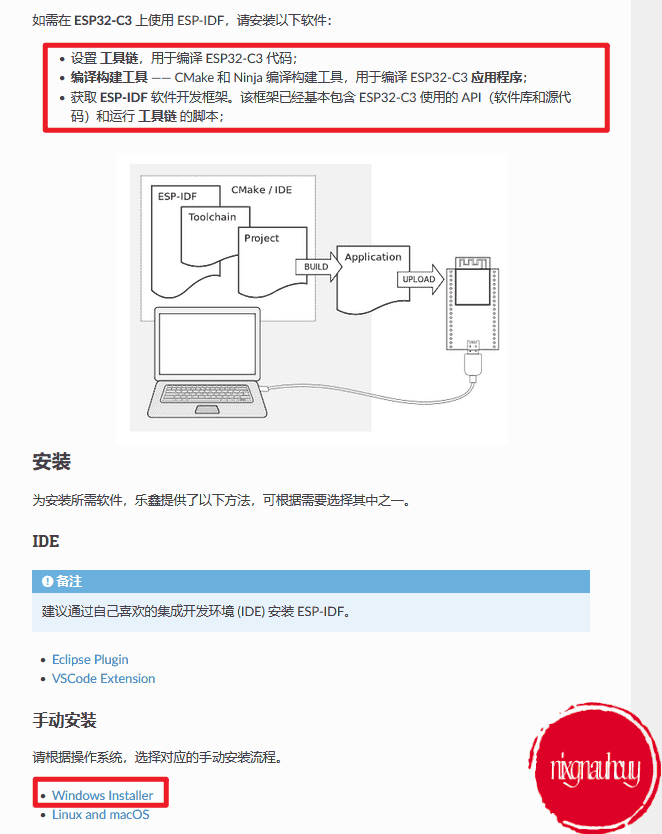 如需在 ESP32-C3 上使用 ESP-IDF，请安装以下软件：
设置 工具链，用于编译 ESP32-C3 代码；
编译构建工具 —— CMake 和 Ninja 编译构建工具，用于编译 ESP32-C3 应用程序；
获取 ESP-IDF 软件开发框架。该框架已经基本包含 ESP32-C3 使用的 API（软件库和源代
码）和运行 工具链 的脚本；
CMake / IDE
ESP-IDF
Toolchain
Project
BUILD
Application
UPLOAD
安装
为安装所需软件，乐鑫提供了以下方法，可根据需要选择其中之一。
IDE
备注
建议通过自己喜欢的集成开发环境 (IDE) 安装 ESP-IDF。
Eclipse Plugin
VSCode Extension
手动安装
请根据操作系统，选择对应的手动安装流程。
Windows Installer
Linux and macOS